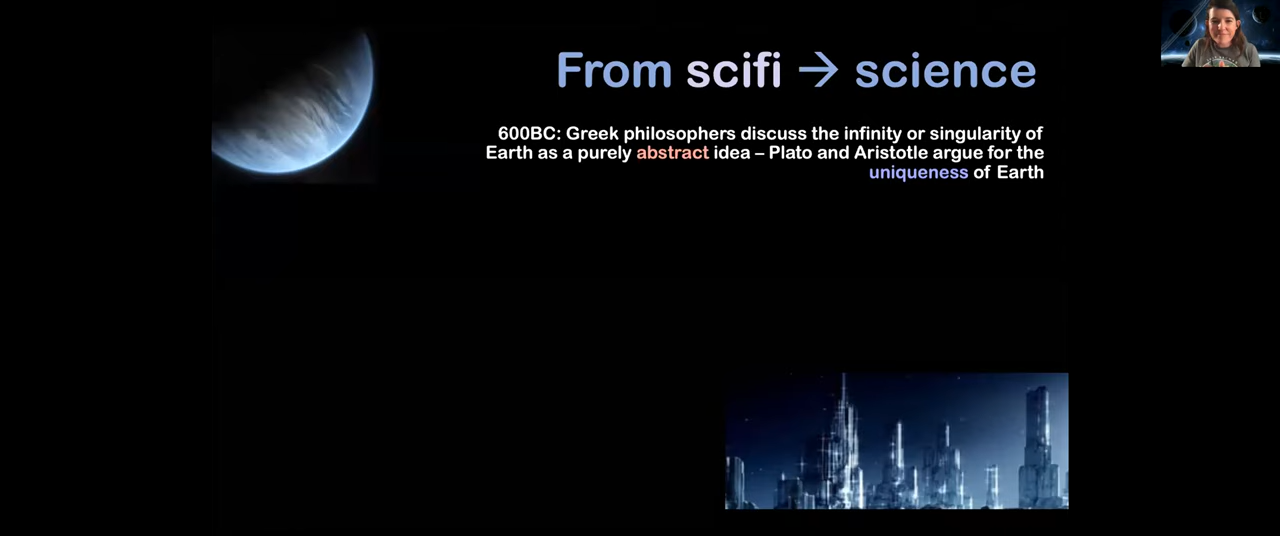 From scifi → science
600BC: Greek philosophers discuss the infinity or singularity of
Earth as a purely abstract idea – Plato and Aristotle argue for the
uniqueness of Earth